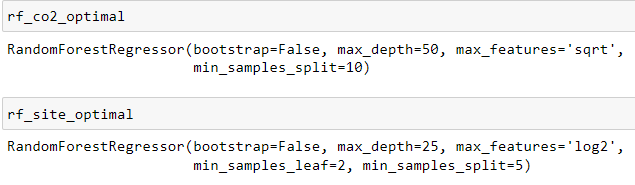 rf_co2_optimal
RandomForestRegressor(bootstrap=False, max_depth=50, max_features='sqrt',
min_samples_split=10)
rf_site_optimal
RandomForestRegressor(bootstrap=False, max_depth=25, max_features='log2',
min_samples_leaf=2, min_samples_split=5)